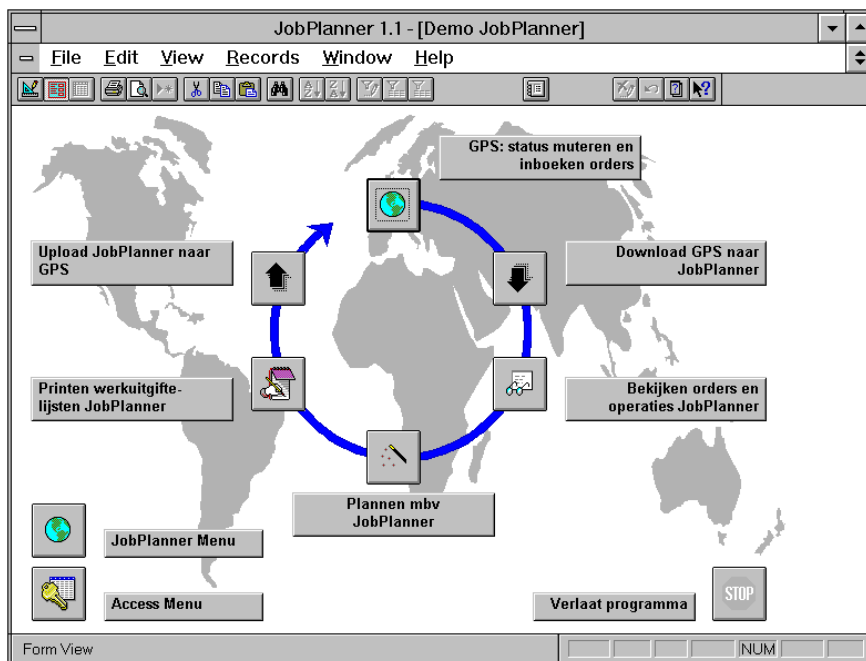 JobPlanner 1.1 - [Demo JobPlanner]
File Edit View Records Window Help
GPS: status muteren en
inboeken orders
Upload JobPlanner naar
GPS
Download GPS naar
JobPlanner
Printen werkuitgifte-
lijsten JobPlanner
Bekijken orders en
operaties JobPlanner
Plannen mbv
JobPlanner
JobPlanner Menu
Access Menu
Verlaat programma
STOP
Form View
NUM